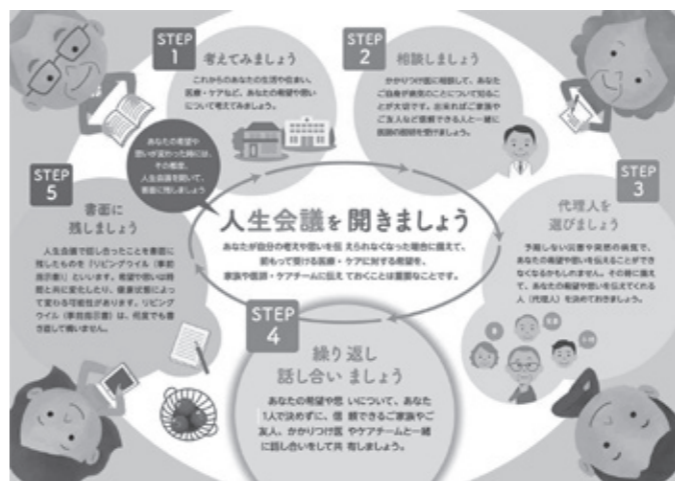 STEP
1
考えてみましょう
これからのあなたの生活や住まい、
医療・ケアなど、あなたの希望や想い
について考えてみましょう。
STEP
2
相談しましょう
かかりつけ医に相談して、あなた
ご自身が病気のことについて知るこ
とが大切です。出来ればご家族や
ご友人など信頼できる人と一緒に
医師の説明を受けましょう。
STEP
3
代理人を
選びましょう
予期しない災害や突然の病気で、
あなたの希望や想いを伝えることができ
なくなるかもしれません。その時に備え
て、あなたの希望や想いを伝えてくれる
人（代理人）を決めておきましょう。
STEP
4
繰り返し
話し合い ましょう
あなたの希望や想 いについて、あなた
1人で決めずに、信 頼できるご家族やご
友人、かかりつけ医 やケアチームと一緒
に話し合いをして共 有しましょう。
STEP
5
書面に
残しましょう
人生会議で話し合ったことを書面に
残したものを「リビングウイル（事前
指示書）」といいます。希望や想いは時
間と共に変化したり、健康状態によっ
て変わる可能性があります。リビング
ウイル（事前指示書）は、何度でも書
き直して構いません。
あなたの希望や
想いが変わった時には、
その都度、
人生会議を開いて、
書面に残しましょう
人生会議を 開きましょう
あなたが自分の考えや想いを伝 えられなくなった場合に備えて、
前もって受ける医療・ケアに対する希望を、
家族や医師・ケアチームに伝え ておくことは重要なことです。